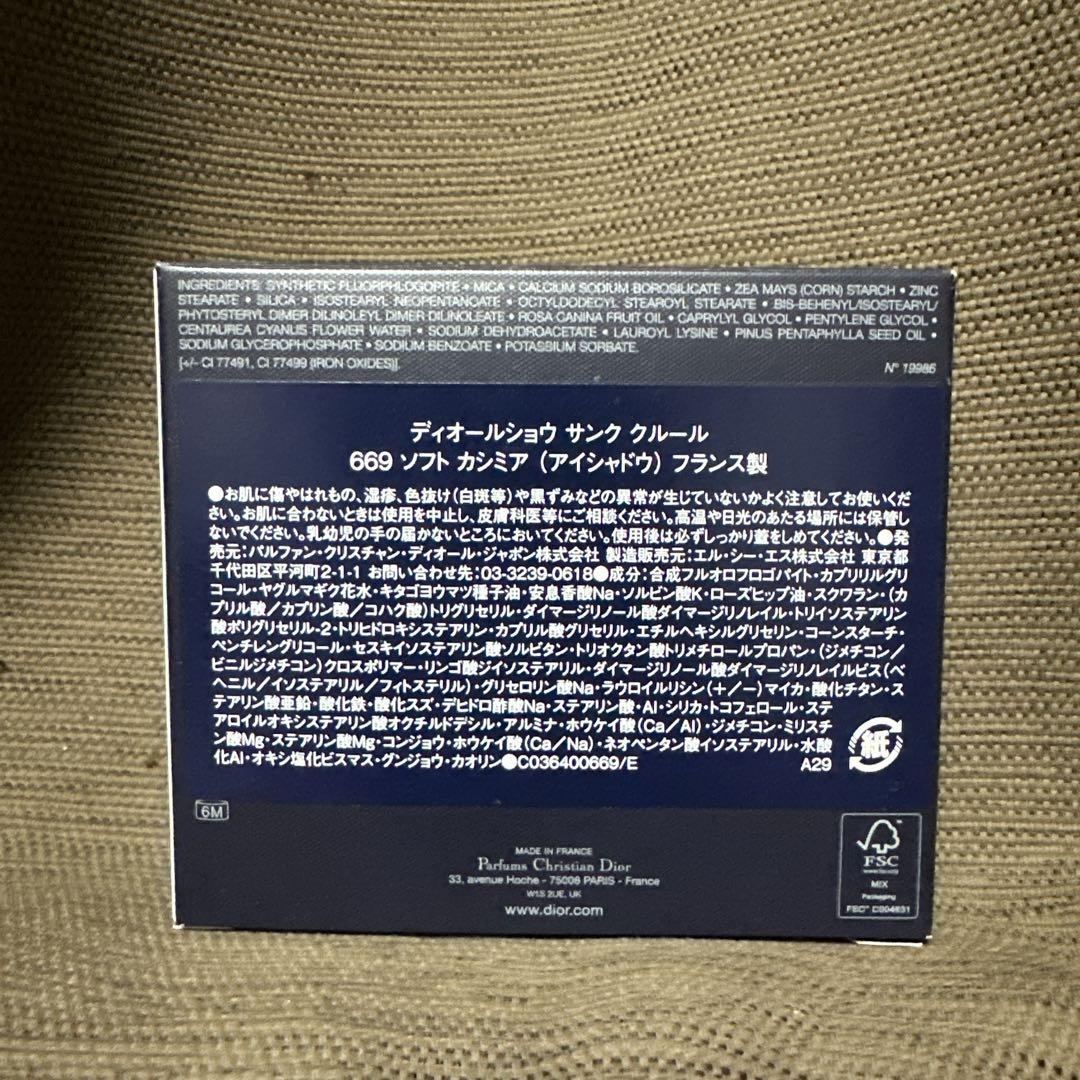 INGREDIENTS: SYNTHETIC FLUORPHLOGOPITE • MICA • CALCIUM SODIUM BOROSILICATE • ZEA MAYS (CORN) STARCH • ZINC
STEARATE • SILICA • ISOSTEARYL NEOPENTANOATE • OCTYLDODECYL STEAROYL STEARATE • BIS-BEHENYL/ISOSTEARYL/
PHYTOSTERYL DIMER DILINOLEYL DIMER DILINOLEATE • ROSA CANINA FRUIT OIL • CAPRYLYL GLYCOL • PENTYLENE GLYCOL •
CENTAUREA CYANUS FLOWER WATER • SODIUM DEHYDROACETATE • LAUROYL LYSINE • PINUS PENTAPHYLLA SEED OIL •
SODIUM GLYCEROPHOSPHATE • SODIUM BENZOATE • POTASSIUM SORBATE.
[+/- CI 77491, CI 77499 (IRON OXIDES)].
N° 19986
ディオールショウ サンク クルール
669 ソフト カシミア（アイシャドウ）フランス製
●お肌に傷やはれもの、湿疹、色抜け（白斑等）や黒ずみなどの異常が生じていないかよく注意してお使いくだ
さい。お肌に合わないときは使用を中止し、皮膚科医等にご相談ください。高温や日光のあたる場所には保管し
ないでください。乳幼児の手の届かないところにおいてください。使用後は必ずしっかり蓋をしめてください。●発
売元：パルファン・クリスチャン・ディオール・ジャポン株式会社 製造販売元：エル・シー・エス株式会社 東京都
千代田区平河町2-1-1 お問い合わせ先：03-3239-0618●成分：合成フルオロフロゴパイト・カプリリルグリ
コール・ヤグルマギク花水・キタゴヨウマツ種子油・安息香酸Na・ソルビン酸K・ローズヒップ油・スクワラン・（カ
プリル酸／カプリン酸／コハク酸）トリグリセリル・ダイマージリノール酸ダイマージリノレイル・トリイソステアリン
酸ポリグリセリル-2・トリヒドロキシステアリン・カプリル酸グリセリル・エチルヘキシルグリセリン・コーンスターチ・
ペンチレングリコール・セスキイソステアリン酸ソルビタン・トリオクタン酸トリメチロールプロパン・（ジメチコン／
ビニルジメチコン）クロスポリマー・リンゴ酸ジイソステアリル・ダイマージリノール酸ダイマージリノレイルビス（ベ
ヘニル／イソステアリル／フィトステリル）・グリセロリン酸Na・ラウロイルリシン（＋／－）マイカ・酸化チタン・ス
テアリン酸亜鉛・酸化鉄・酸化スズ・デヒドロ酢酸Na・ステアリン酸・Al・シリカ・トコフェロール・ステ
アロイルオキシステアリン酸オクチルドデシル・アルミナ・ホウケイ酸（Ca／Al）・ジメチコン・ミリスチ
ン酸Mg・ステアリン酸Mg・コンジョウ・ホウケイ酸（Ca／Na）・ネオペンタン酸イソステアリル・水酸
化Al・オキシ塩化ビスマス・グンジョウ・カオリン●C036400669/E
A29
紙
6M
MADE IN FRANCE
Parfums Christian Dior
33, avenue Hoche - 75008 PARIS - France
W1S 2UE, UK
www.dior.com
FSC
www.fsc.org
MIX
Packaging